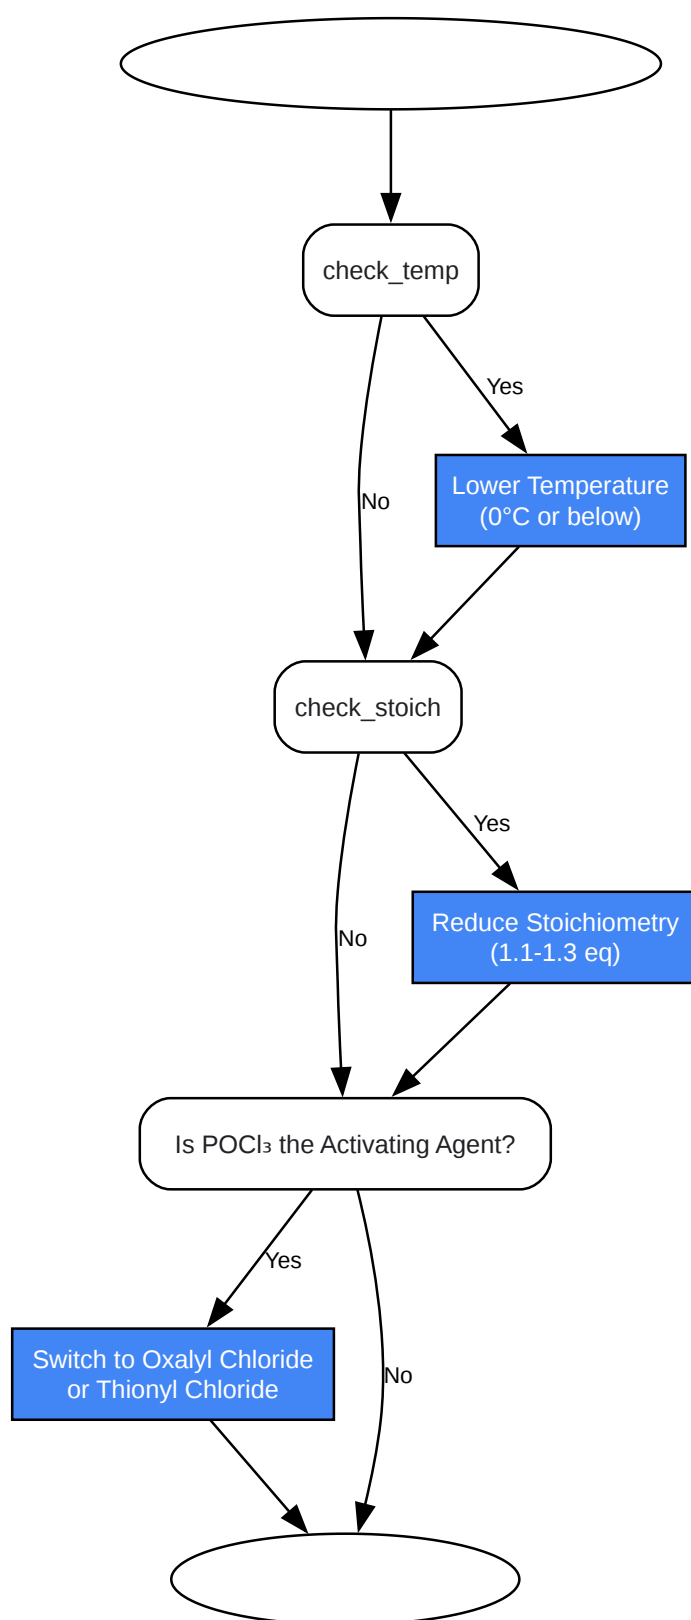 check_temp
Yes
Lower Temperature
(0°C or below)
No
check_stoich
Yes
Reduce Stoichiometry
(1.1-1.3 eq)
No
Is POCl₃ the Activating Agent?
Yes
Switch to Oxalyl Chloride
or Thionyl Chloride
No